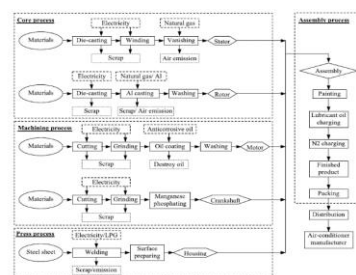 Core process
Electricity
Natural gas
Materials
Die-casting
Winding
Vanishing
Stator
Scrap
Air emission
Electricity
Natural gas/ Al
Materials
Die-casting
Al casting
Washing
Rotor
Scrap
Scrap/ Air emission
Machining process
Electricity
Anticorrosive oil
Materials
Cutting
Grinding
Oil coating
Washing
Motor
Scrap
Destroy oil
Electricity
Materials
Cutting
Grinding
Manganese
phosphating
Crankshaft
Scrap
Press process
Electricity/LPG
Steel sheet
Welding
Surface
preparing
Housing
Scrap/emission
Assembly process
Assembly
Painting
Lubricant oil
charging
N2 charging
Finished
product
Packing
Distribution
Air-conditioner
manufacturer